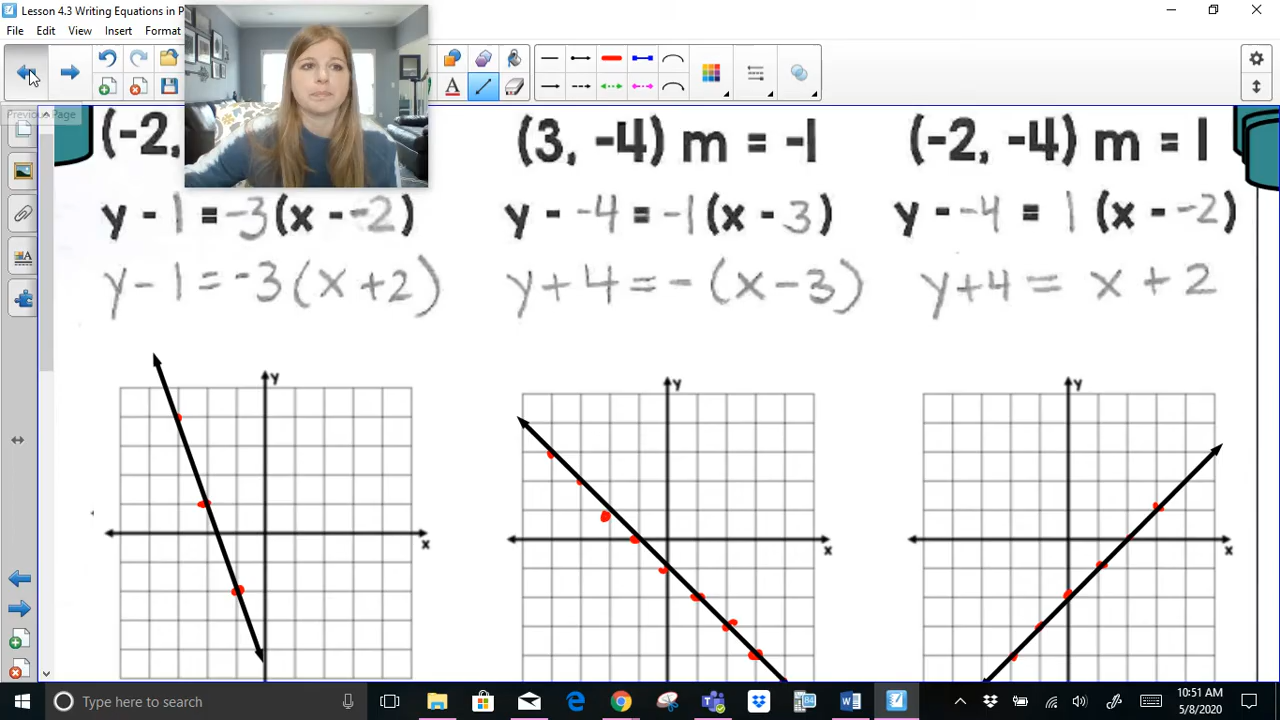 Lesson 4.3 Writing Equations in P
File Edit View Insert Format
Previous Page
(-2,
(3, -4) m = -1
(-2, -4) m = 1
y - 1 = -3(x - -2)
y - -4 = -1(x - 3)
y - -4 = 1 (x - -2)
y - 1 = -3(x + 2)
y + 4 = - (x - 3)
y + 4 = x + 2
y
y
y
x
x
x
Type here to search
10:51 AM
5/8/2020